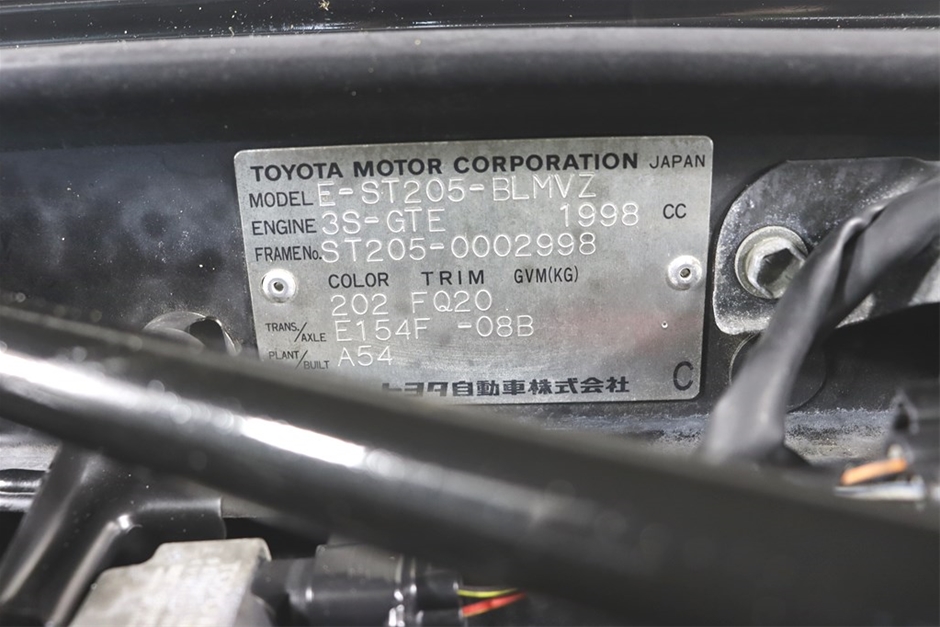 TOYOTA MOTOR CORPORATION JAPAN
MODEL E-ST205-BLMVZ
ENGINE 3S-GTE 1998 CC
FRAME No. ST205-0002998
COLOR TRIM GVM(KG)
202 FQ20
TRANS./AXLE E154F -08B
PLANT/BUILT A54
トヨタ自動車株式会社 C